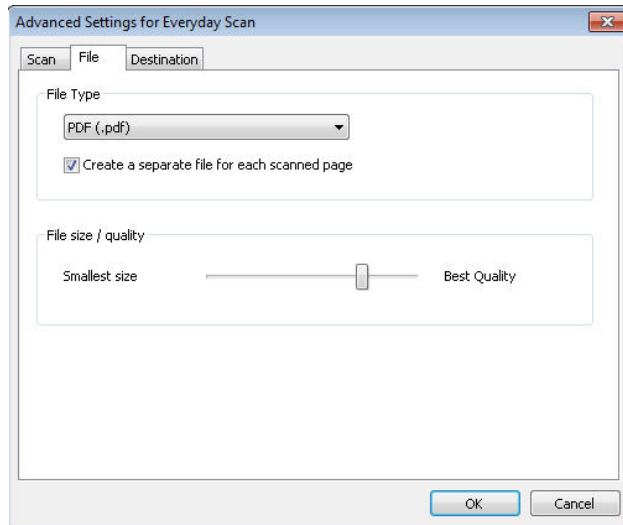 Advanced Settings for Everyday Scan
Scan File Destination
File Type
PDF (.pdf)
Create a separate file for each scanned page
File size / quality
Smallest size Best Quality
OK Cancel